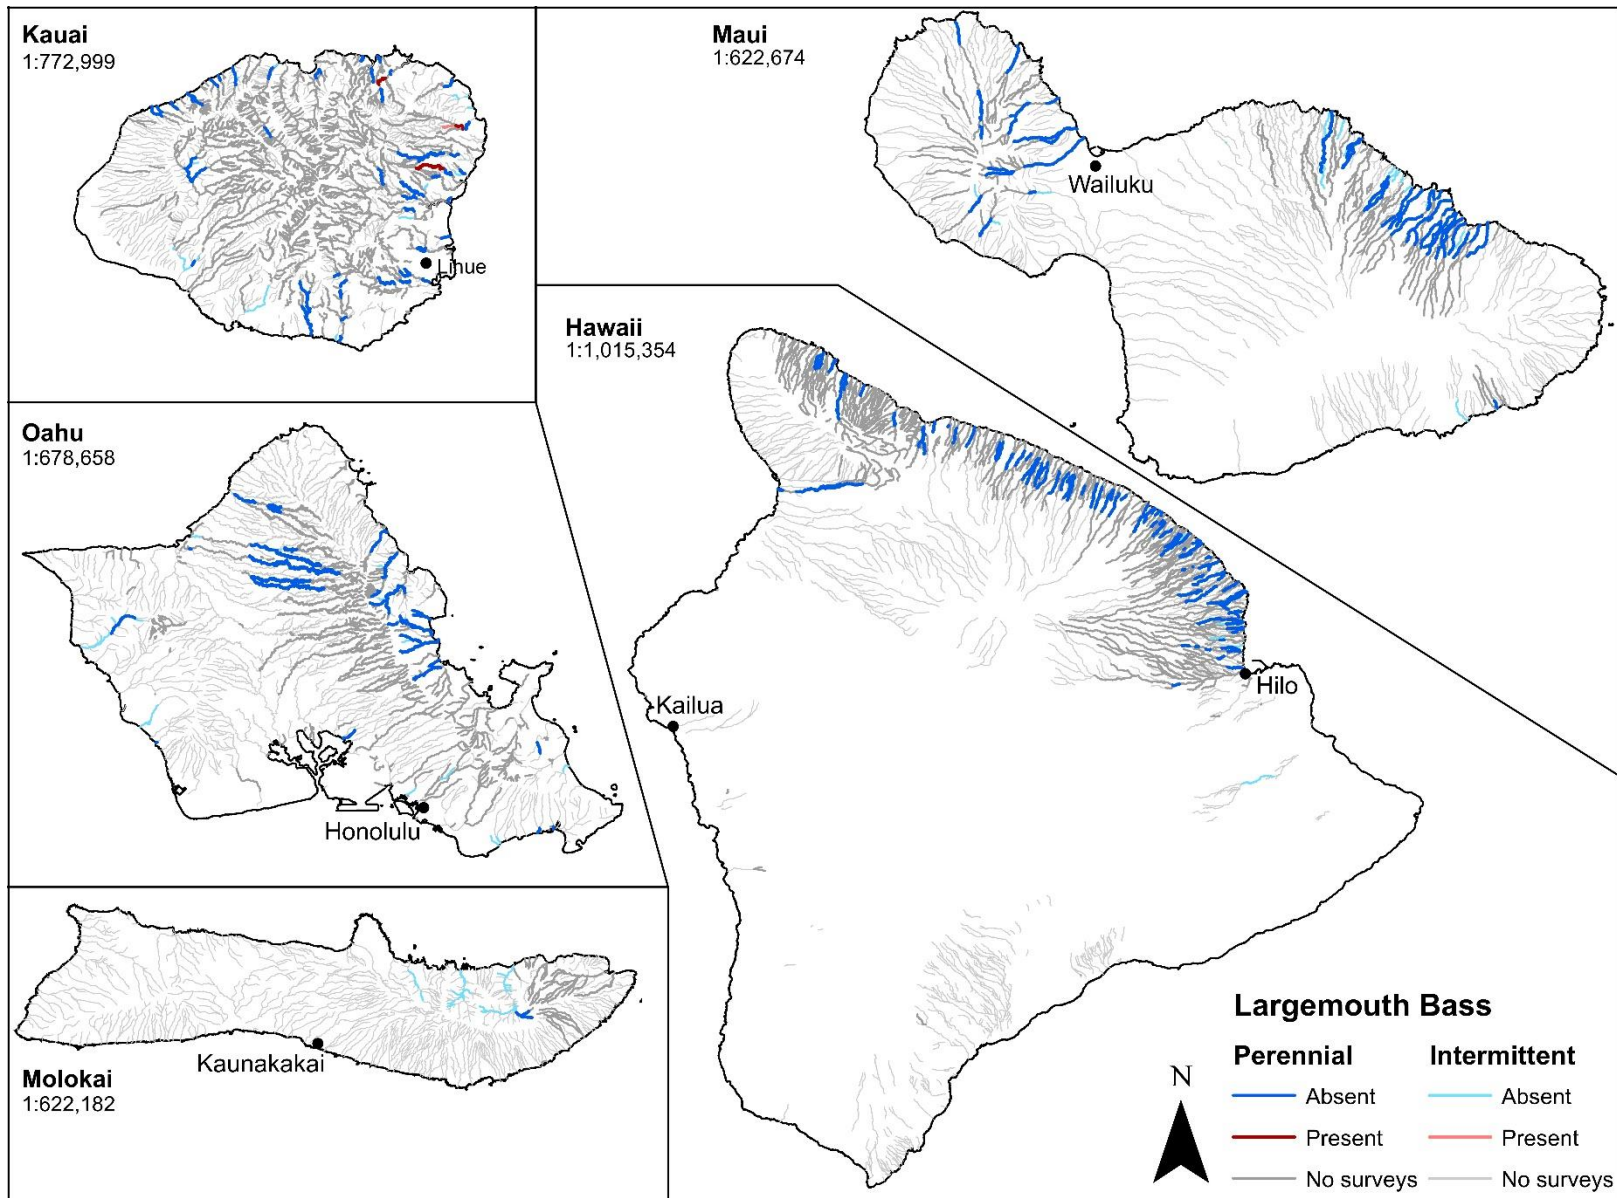 Kauai
1:772,999
Lihue
Maui
1:622,674
Wailuku
Hawaii
1:1,015,354
Kailua
Hilo
Oahu
1:678,658
Honolulu
Kaunakakai
Molokai
1:622,182
N
Largemouth Bass
Perennial Intermittent
Absent Absent
Present Present
No surveys No surveys